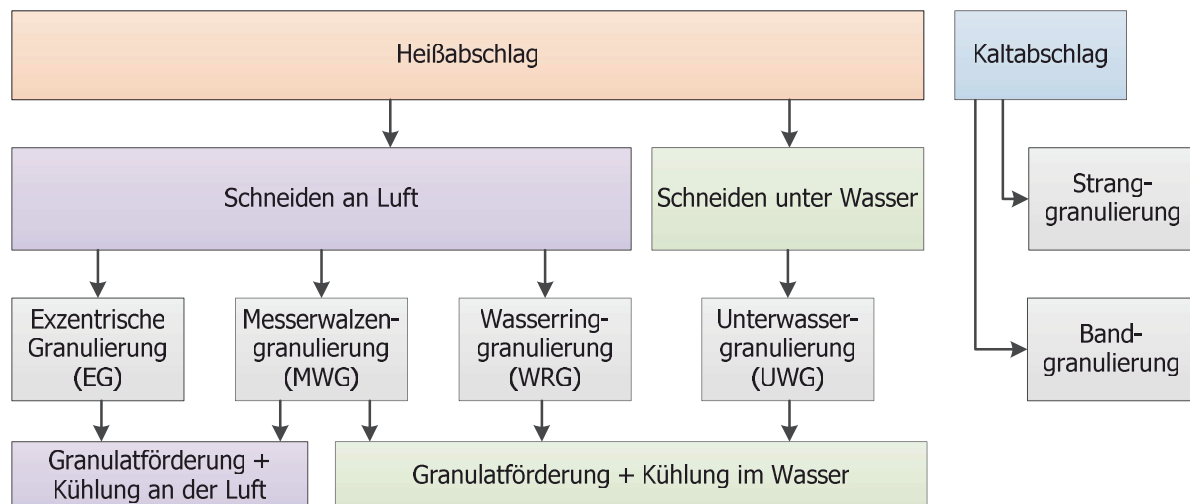 Heißabschlag
Kaltabschlag
Schneiden an Luft
Schneiden unter Wasser
Strang-
granulierung
Exzentrische
Granulierung
(EG)
Messerwalzen-
granulierung
(MWG)
Wasserring-
granulierung
(WRG)
Unterwasser-
granulierung
(UWG)
Band-
granulierung
Granulatförderung +
Kühlung an der Luft
Granulatförderung + Kühlung im Wasser